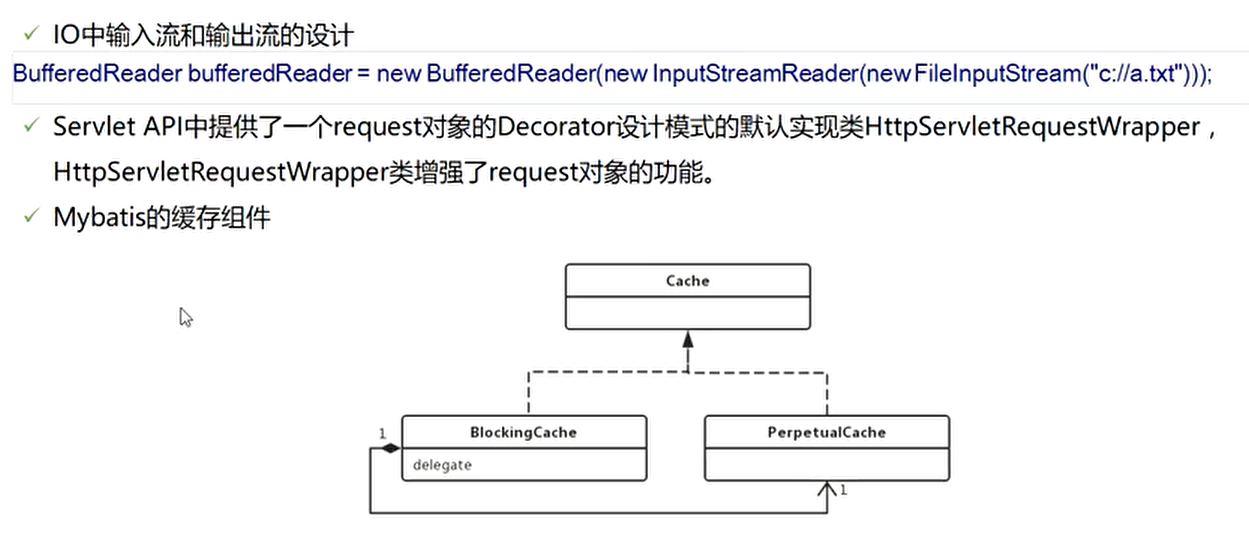 ✓ IO中输入流和输出流的设计
BufferedReader bufferedReader = new BufferedReader(new InputStreamReader(new FileInputStream("c://a.txt")));
✓ Servlet API中提供了一个request对象的Decorator设计模式的默认实现类HttpServletRequestWrapper，
HttpServletRequestWrapper类增强了request对象的功能。
✓ Mybatis的缓存组件
Cache
1
BlockingCache
PerpetualCache
delegate
1